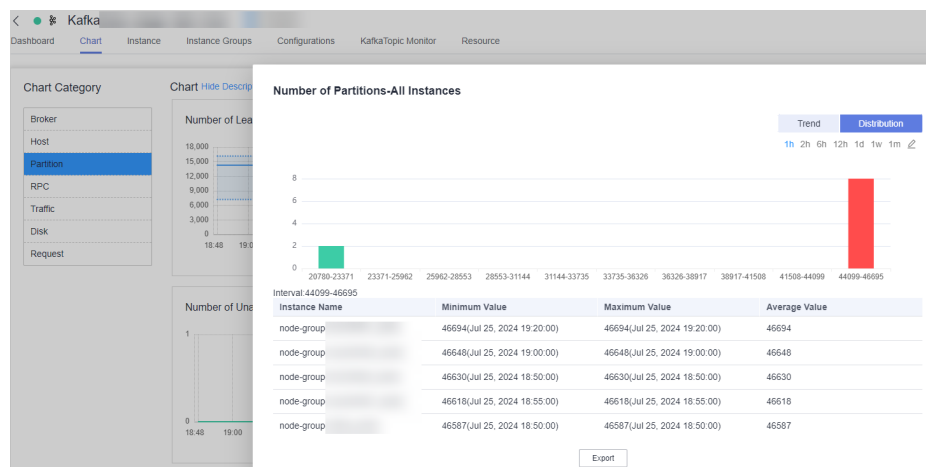 Kafka
Dashboard Chart Instance Instance Groups Configurations KafkaTopic Monitor Resource
Chart Category
Broker
Host
Partition
RPC
Traffic
Disk
Request
Chart Hide Descrip
Number of Lea
18,000
15,000
12,000
9,000
6,000
3,000
0
18:48 19:0
Number of Una
1
0
18:48 19:00
Number of Partitions-All Instances
Trend Distribution
1h 2h 6h 12h 1d 1w 1m
8
6
4
2
0
20780-23371 23371-25962 25962-28553 28553-31144 31144-33735 33735-36326 36326-38917 38917-41508 41508-44099 44099-46695
Interval:44099-46695
Instance Name Minimum Value Maximum Value Average Value
node-group 46694(Jul 25, 2024 19:20:00) 46694(Jul 25, 2024 19:20:00) 46694
node-group 46648(Jul 25, 2024 19:00:00) 46648(Jul 25, 2024 19:00:00) 46648
node-group 46630(Jul 25, 2024 18:50:00) 46630(Jul 25, 2024 18:50:00) 46630
node-group 46618(Jul 25, 2024 18:55:00) 46618(Jul 25, 2024 18:55:00) 46618
node-group 46587(Jul 25, 2024 18:50:00) 46587(Jul 25, 2024 18:50:00) 46587
Export